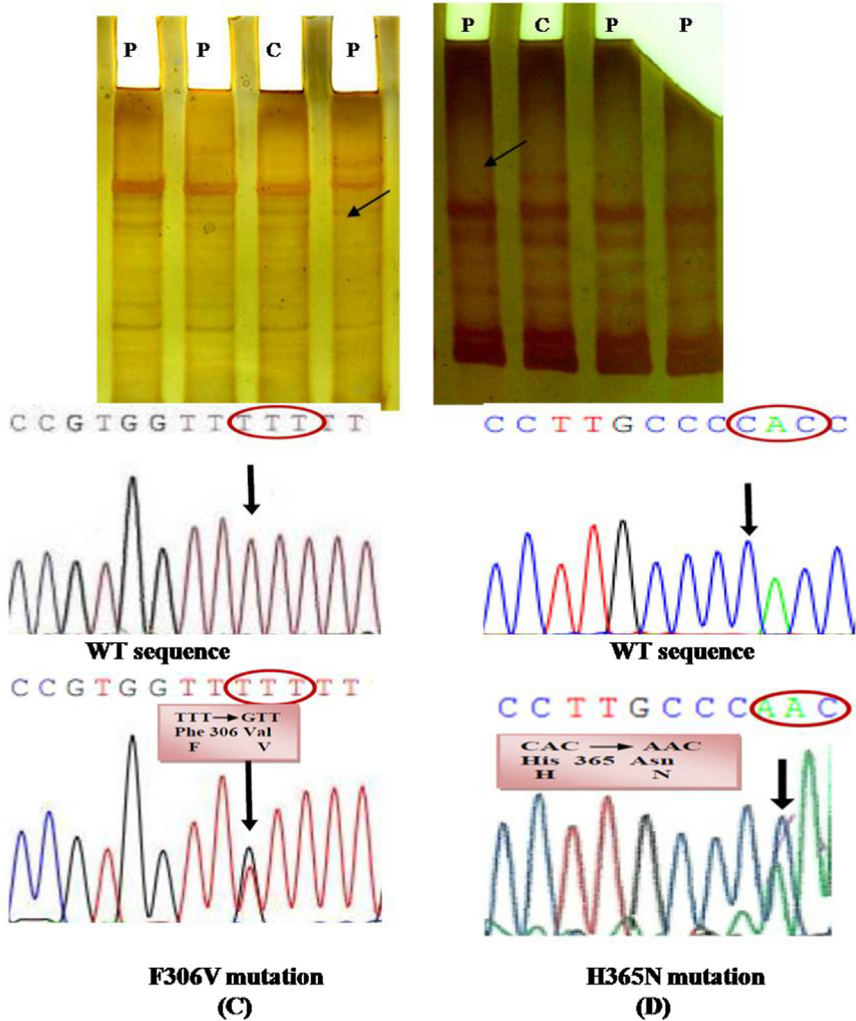 P P C P
P C P P
CCGTGGTTTTTTT
CCTTGCCCCACC
WT sequence
WT sequence
CCGTGGTTTTTTT
CCTTGCCCAAC
TTT→GTT
Phe 306 Val
F V
CAC → AAC
His 365 Asn
H N
F306V mutation
(C)
H365N mutation
(D)